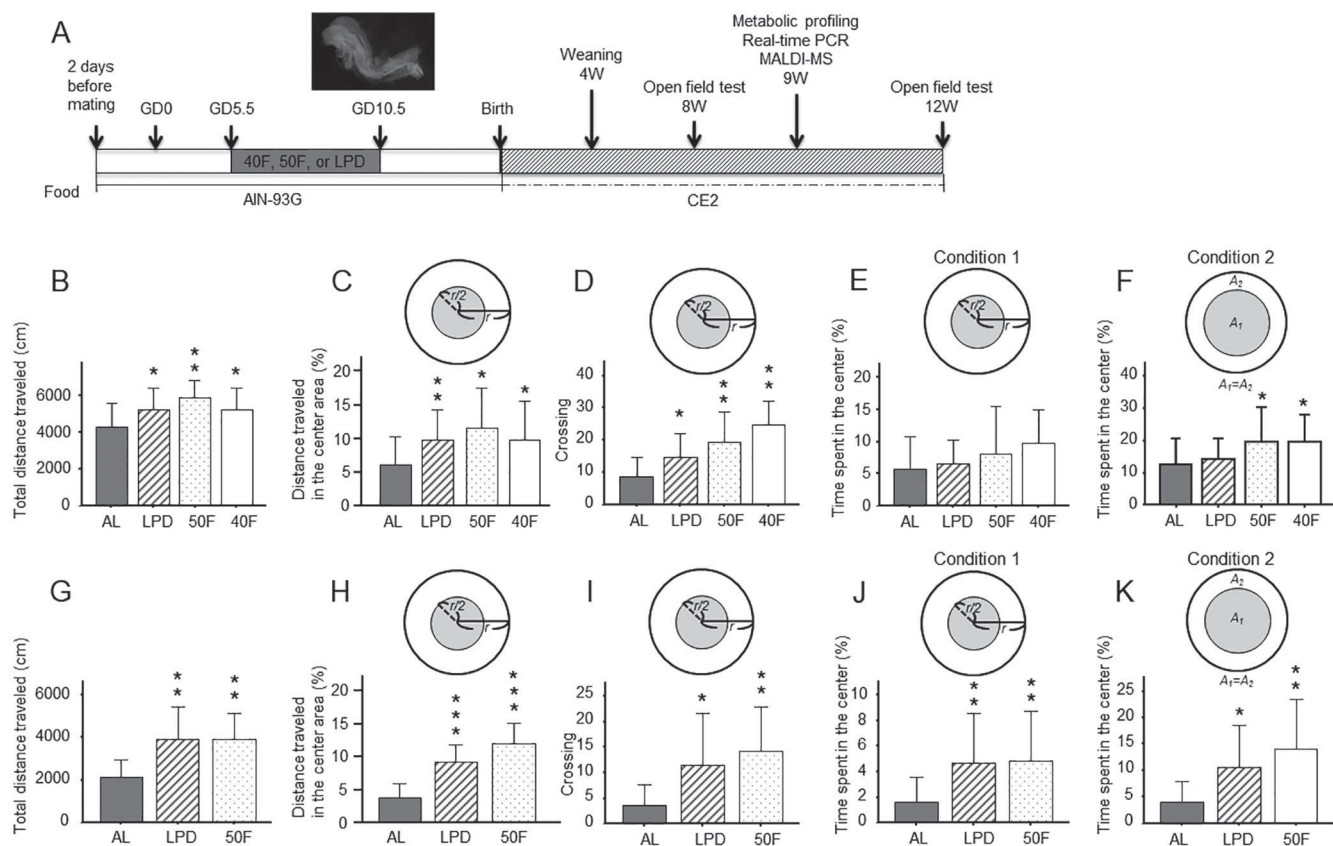 A
2 days
before
mating
GD0
GD5.5
GD10.5
Birth
Weaning
4W
Open field test
8W
Metabolic profiling
Real-time PCR
MALDI-MS
9W
Open field test
12W
40F, 50F, or LPD
Food
AIN-93G
CE2
B
Total distance traveled (cm)
6000
4000
2000
0
* ** *
AL LPD 50F 40F
C
r/2
r
Distance traveled
in the center area (%)
20
15
10
5
0
** * *
AL LPD 50F 40F
D
r/2
r
Crossing
40
30
20
10
0
* ** **
AL LPD 50F 40F
E
Condition 1
r/2
r
Time spent in the center (%)
20
15
10
5
0
AL LPD 50F 40F
F
Condition 2
A2
A1
A1=A2
Time spent in the center (%)
40
30
20
10
0
* *
AL LPD 50F 40F
G
Total distance traveled (cm)
6000
4000
2000
0
** **
AL LPD 50F
H
r/2
r
Distance traveled
in the center area (%)
20
15
10
5
0
*** ***
AL LPD 50F
I
r/2
r
Crossing
25
20
15
10
5
0
* **
AL LPD 50F
J
Condition 1
r/2
r
Time spent in the center (%)
10
8
6
4
2
0
** **
AL LPD 50F
K
Condition 2
A2
A1
A1=A2
Time spent in the center (%)
25
20
15
10
5
0
* **
AL LPD 50F